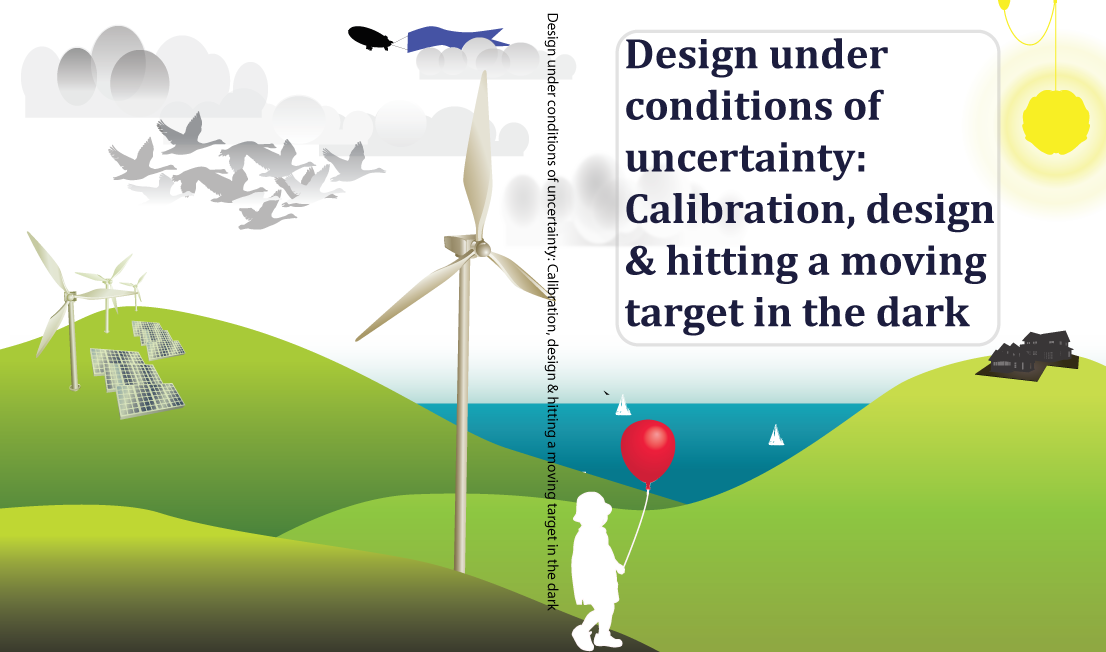 Design under
conditions of
uncertainty:
Calibration, design
& hitting a moving
target in the dark
Design under conditions of uncertainty: Calibration, design & hitting a moving target in the dark